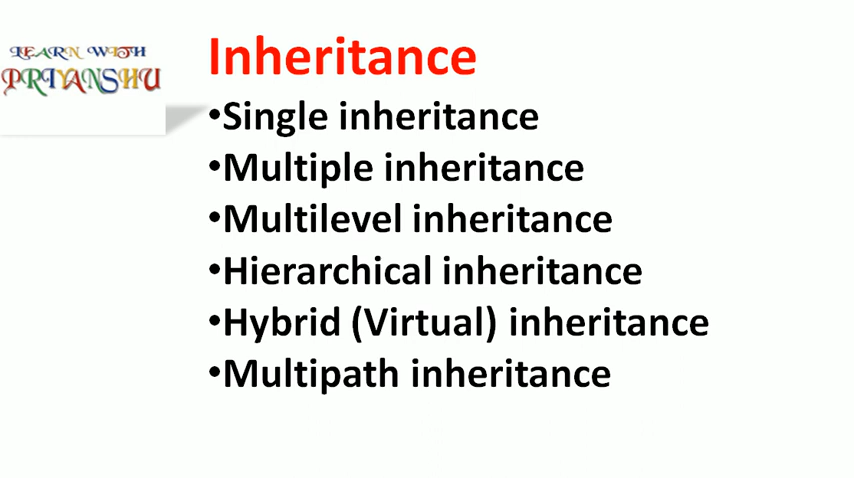 LEARN WITH
PRIYANSHU
Inheritance
•Single inheritance
•Multiple inheritance
•Multilevel inheritance
•Hierarchical inheritance
•Hybrid (Virtual) inheritance
•Multipath inheritance